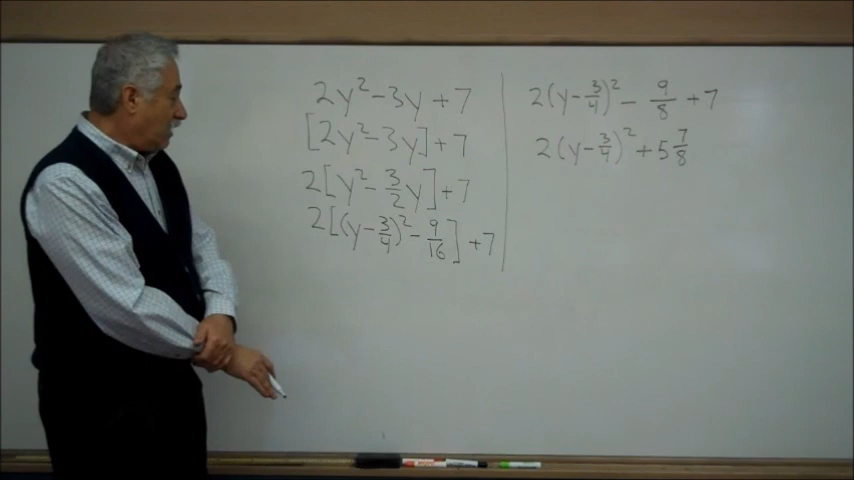 2y² - 3y + 7
[2y² - 3y] + 7
2[y² - 3/2 y] + 7
2[(y - 3/4)² - 9/16] + 7
2(y - 3/4)² - 9/8 + 7
2(y - 3/4)² + 5 7/8